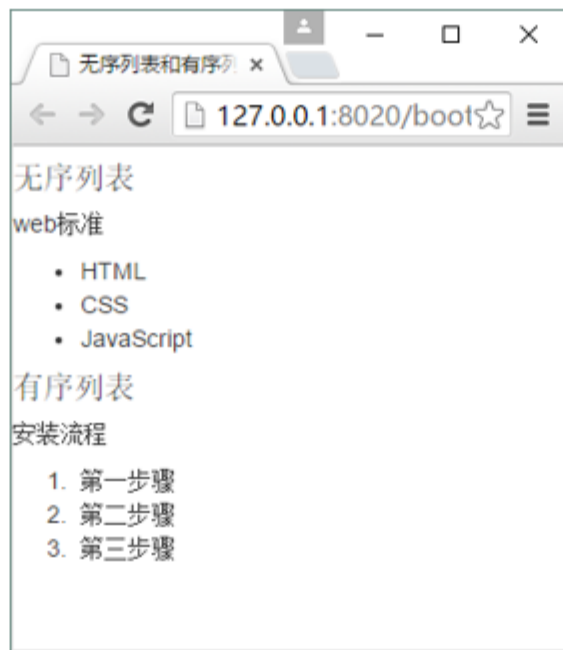 无序列表和有序列
127.0.0.1:8020/boot
无序列表
web标准
• HTML
• CSS
• JavaScript
有序列表
安装流程
1. 第一步骤
2. 第二步骤
3. 第三步骤